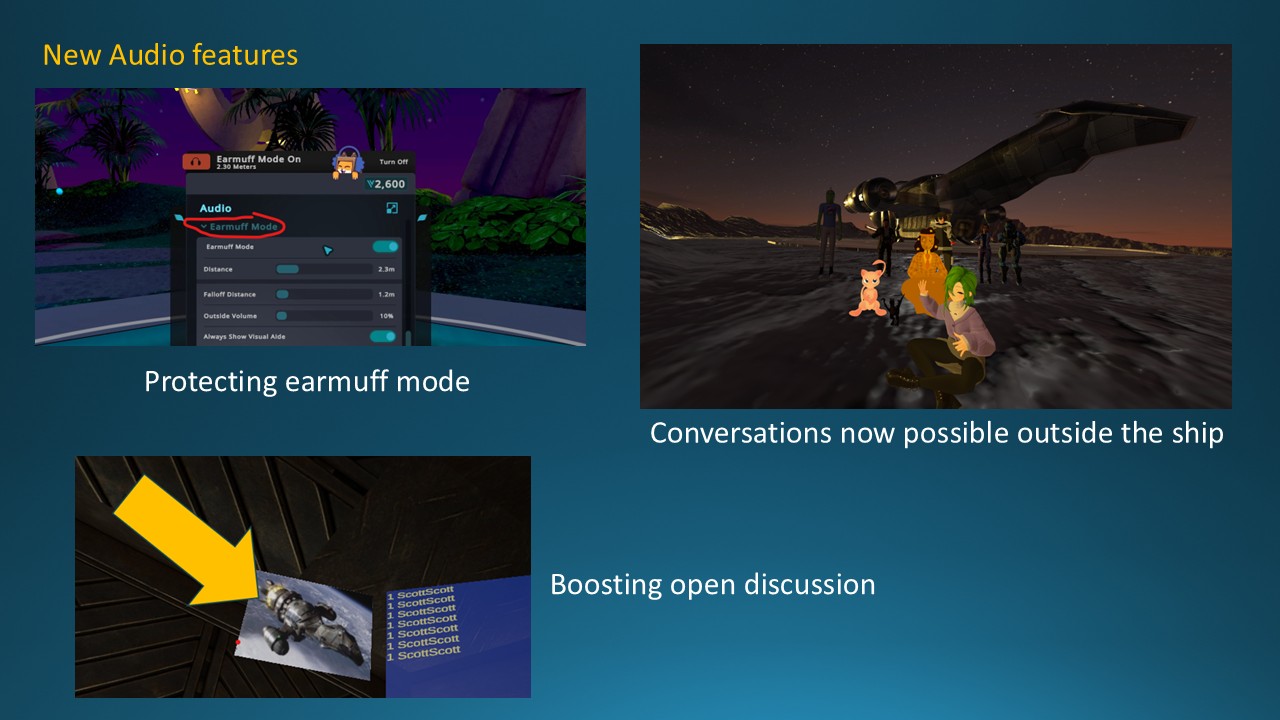 New Audio features
Earmuff Mode On
2.30 Meters
Turn Off
2,600
Audio
Earmuff Mode
Earmuff Mode
Distance 2.3m
Falloff Distance 1.2m
Outside Volume 10%
Always Show Visual Aide
Protecting earmuff mode
Conversations now possible outside the ship
1 ScottScott
1 ScottScott
1 ScottScott
1 ScottScott
1 ScottScott
1 ScottScott
1 ScottScott
Boosting open discussion